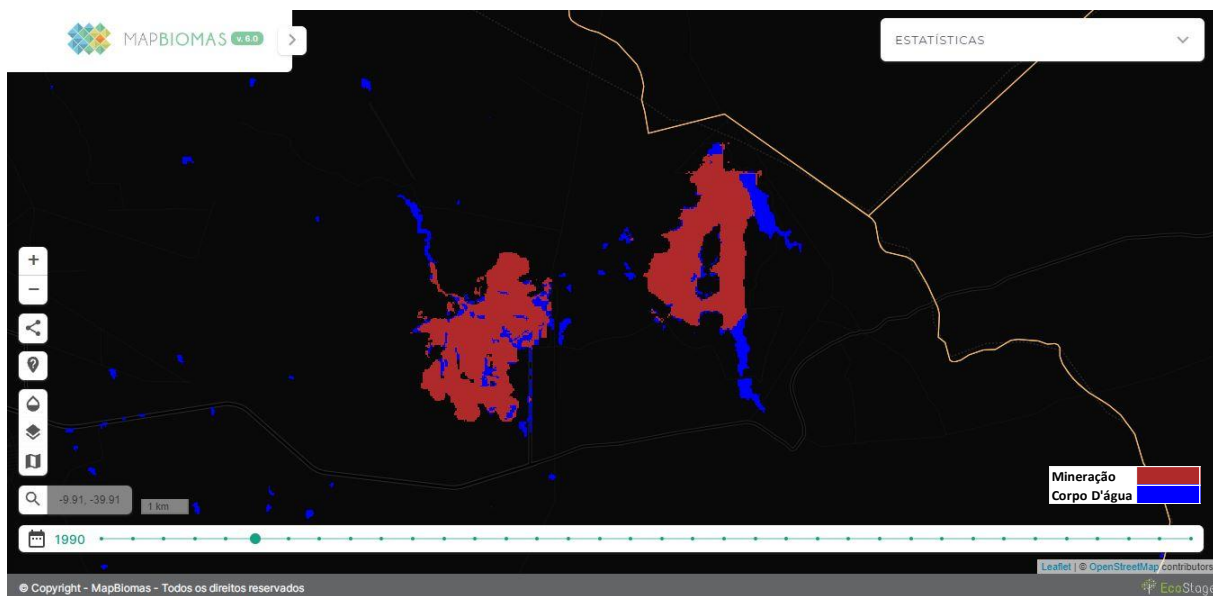 MAPBIOMAS v. 6.0
ESTATÍSTICAS
-9.91, -39.91
1 km
Mineração
Corpo D'água
1990
Leaflet | © OpenStreetMap contributors
© Copyright - MapBiomas - Todos os direitos reservados
EcoStage